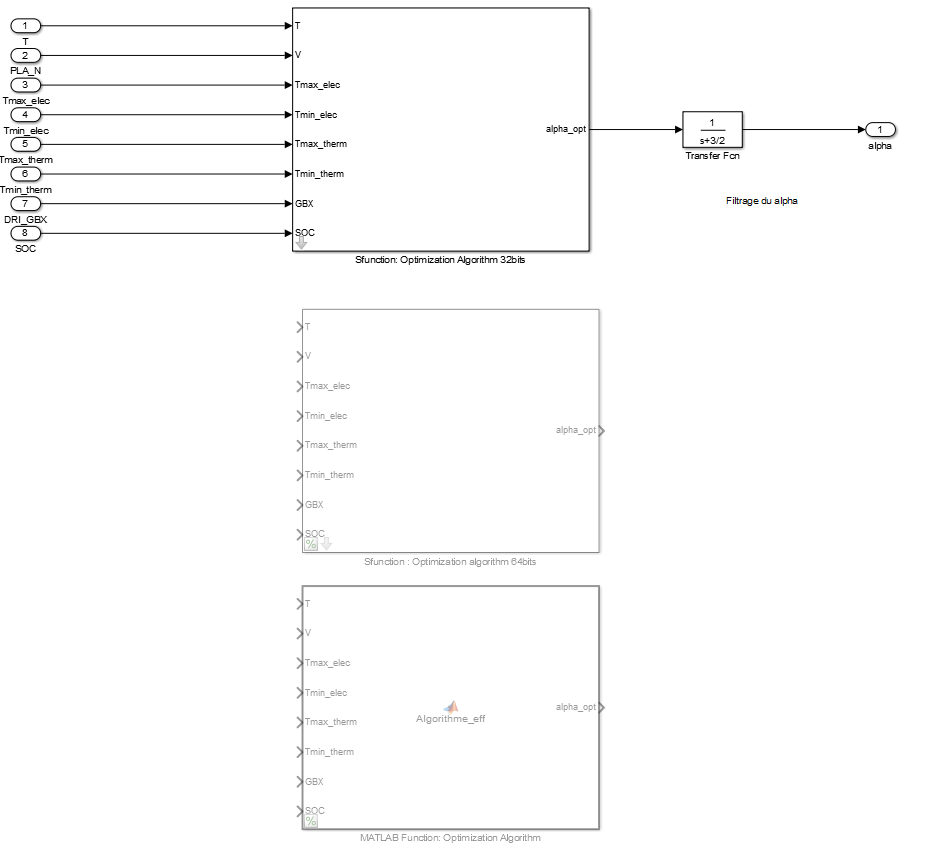 1
T
2
PLA_N
3
Tmax_elec
4
Tmin_elec
5
Tmax_therm
6
Tmin_therm
7
DRI_GBX
8
SOC
T
V
Tmax_elec
Tmin_elec
Tmax_therm
Tmin_therm
GBX
SOC
alpha_opt
Sfunction: Optimization Algorithm 32bits
1
s+3/2
Transfer Fcn
1
alpha
Filtrage du alpha
T
V
Tmax_elec
Tmin_elec
Tmax_therm
Tmin_therm
GBX
SOC
%
alpha_opt
Sfunction : Optimization algorithm 64bits
T
V
Tmax_elec
Tmin_elec
Tmax_therm
Tmin_therm
GBX
SOC
%
Algorithme_eff
alpha_opt
MATLAB Function: Optimization Algorithm